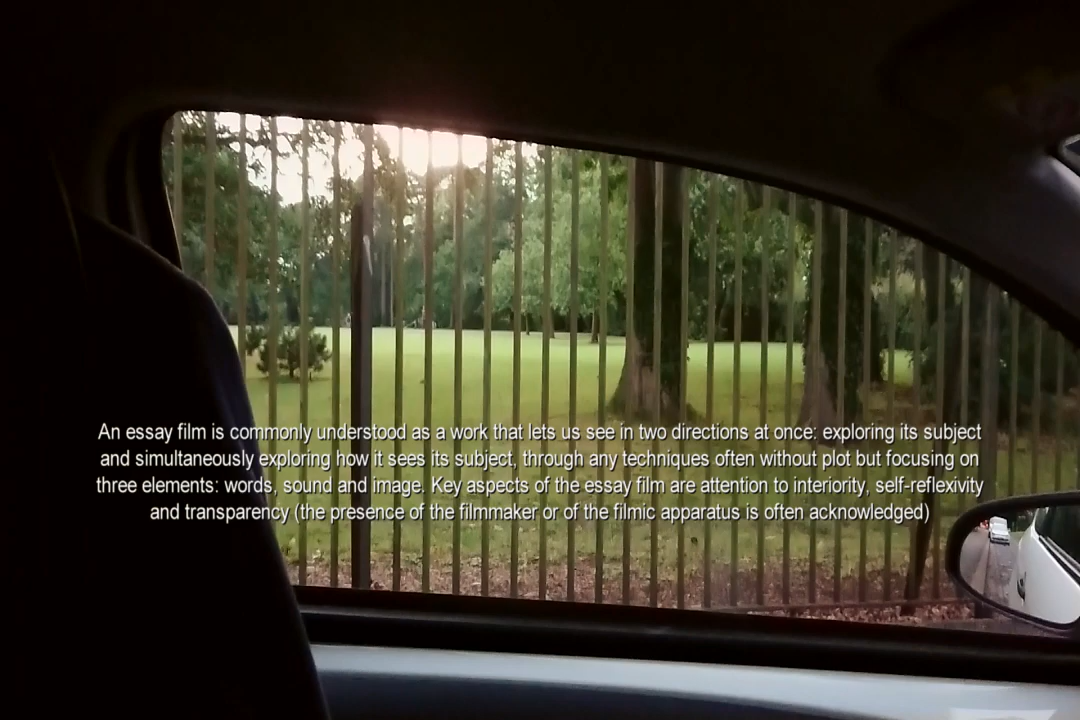 An essay film is commonly understood as a work that lets us see in two directions at once: exploring its subject
and simultaneously exploring how it sees its subject, through any techniques often without plot but focusing on
three elements: words, sound and image. Key aspects of the essay film are attention to interiority, self-reflexivity
and transparency (the presence of the filmmaker or of the filmic apparatus is often acknowledged)